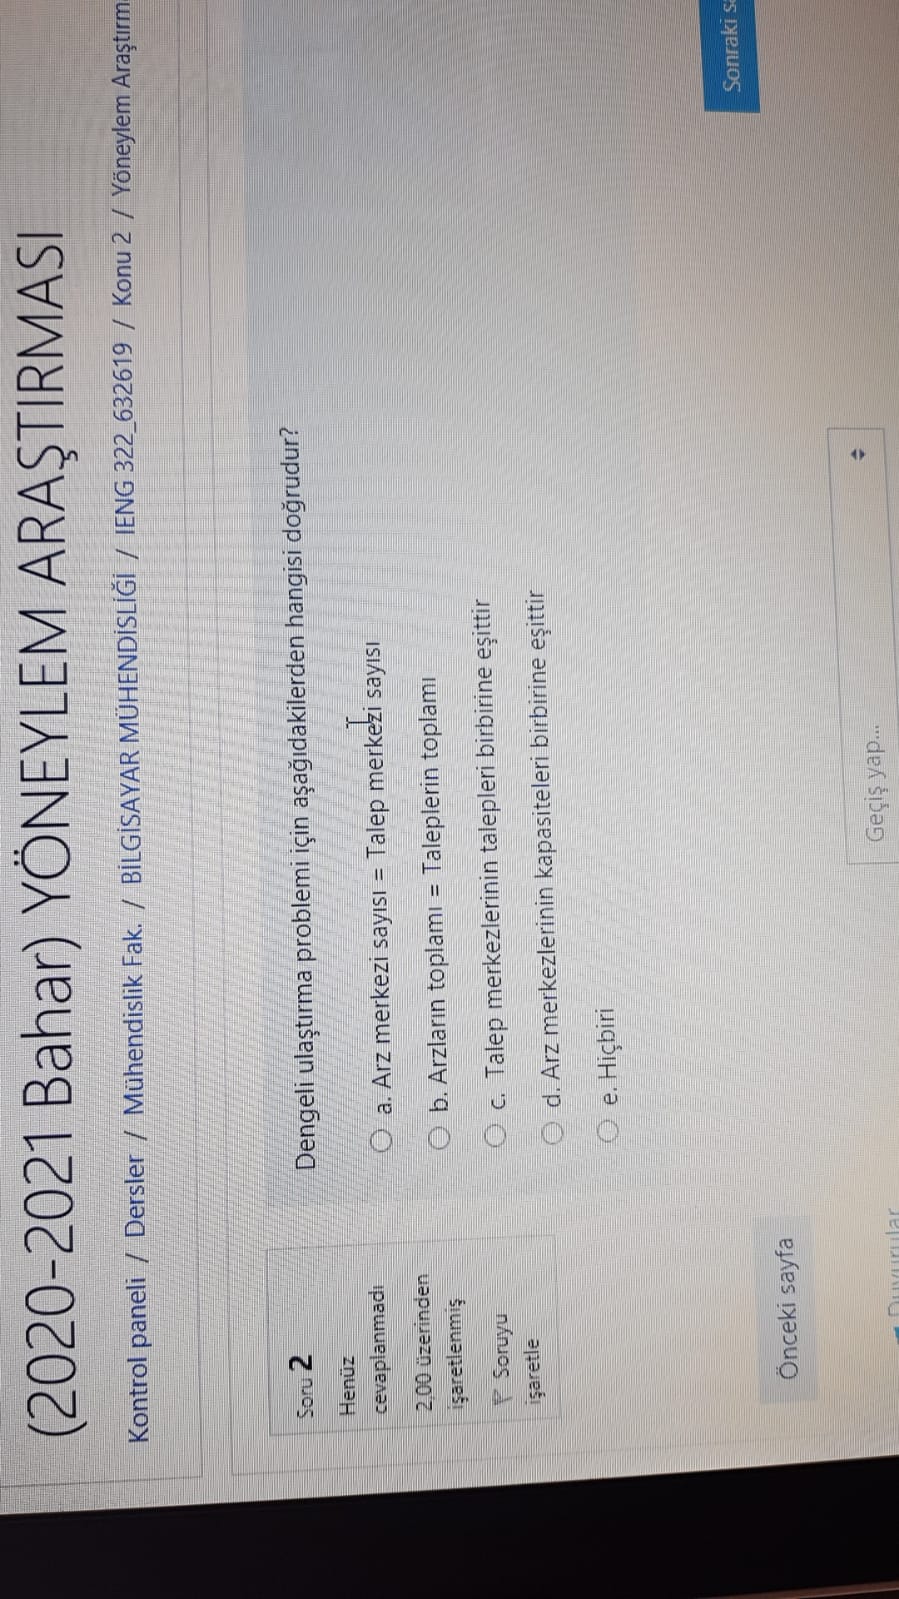 (2020-2021 Bahar) YÖNEYLEM ARAŞTIRMASI
Kontrol paneli / Dersler / Mühendislik Fak. / BİLGİSAYAR MÜHENDİSLİĞİ / IENG 322_632619 / Konu 2 / Yöneylem Araştırm
Soru 2
Henüz
cevaplanmadı
2,00 üzerinden
işaretlenmiş
Soruyu
işaretle
Dengeli ulaştırma problemi için aşağıdakilerden hangisi doğrudur?
a. Arz merkezi sayısı = Talep merkezi sayısı
b. Arzların toplamı = Taleplerin toplamı
c. Talep merkezlerinin talepleri birbirine eşittir
d. Arz merkezlerinin kapasiteleri birbirine eşittir
e. Hiçbiri
Sonraki sa
Önceki sayfa
Geçiş yap...
Duyurular